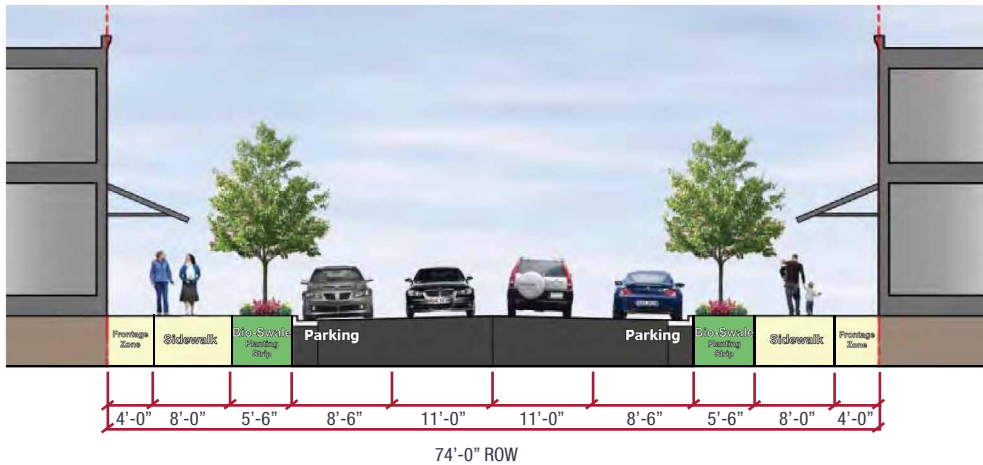 Frontage
Zone
Sidewalk
Bio-Swale
Planting
Strip
Parking
Parking
Bio-Swale
Planting
Strip
Sidewalk
Frontage
Zone
4'-0" 8'-0" 5'-6" 8'-6" 11'-0" 11'-0" 8'-6" 5'-6" 8'-0" 4'-0"
74'-0" ROW